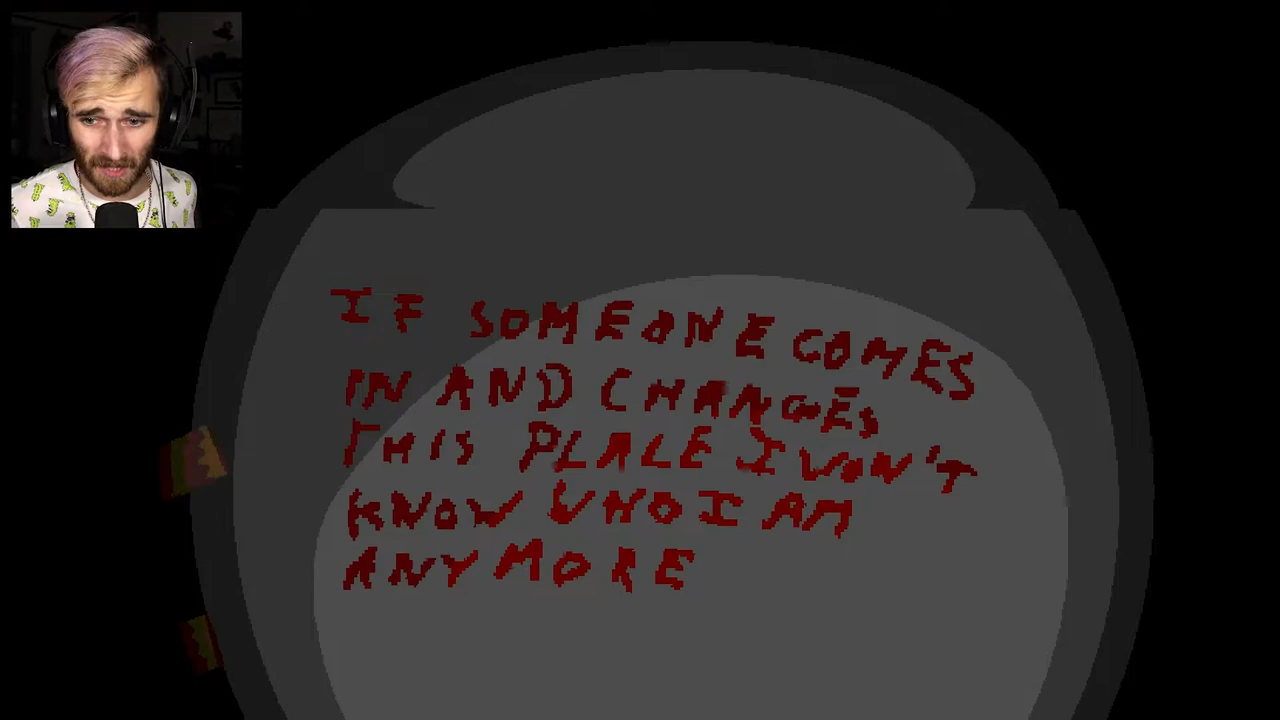 IF SOMEONE COMES
IN AND CHANGES
THIS PLACE I WON'T
KNOW WHO I AM
ANYMORE